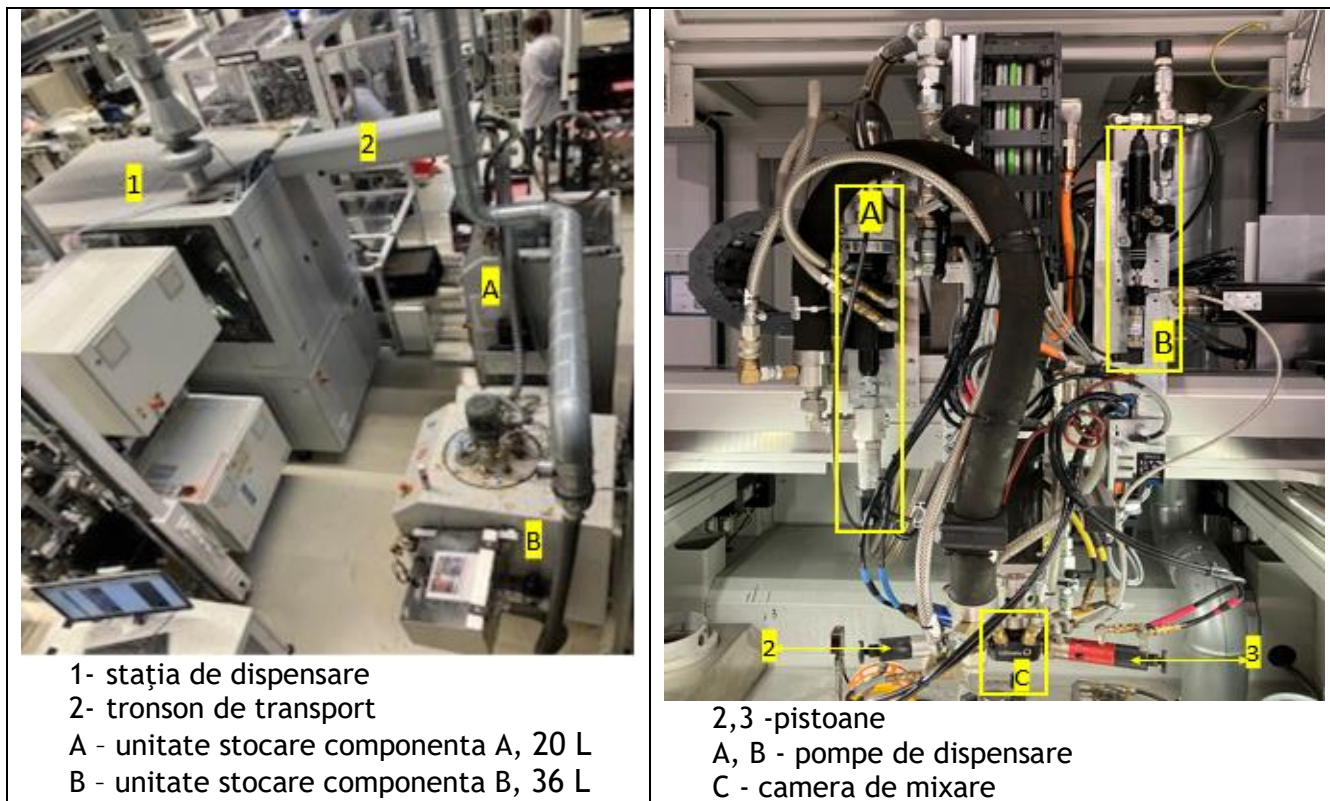 1
2
A
B
A
B
2
3
C
1- stația de dispensare
2- tronson de transport
A - unitate stocare componenta A, 20 L
B - unitate stocare componenta B, 36 L
2,3 -pistoane
A, B - pompe de dispensare
C - camera de mixare